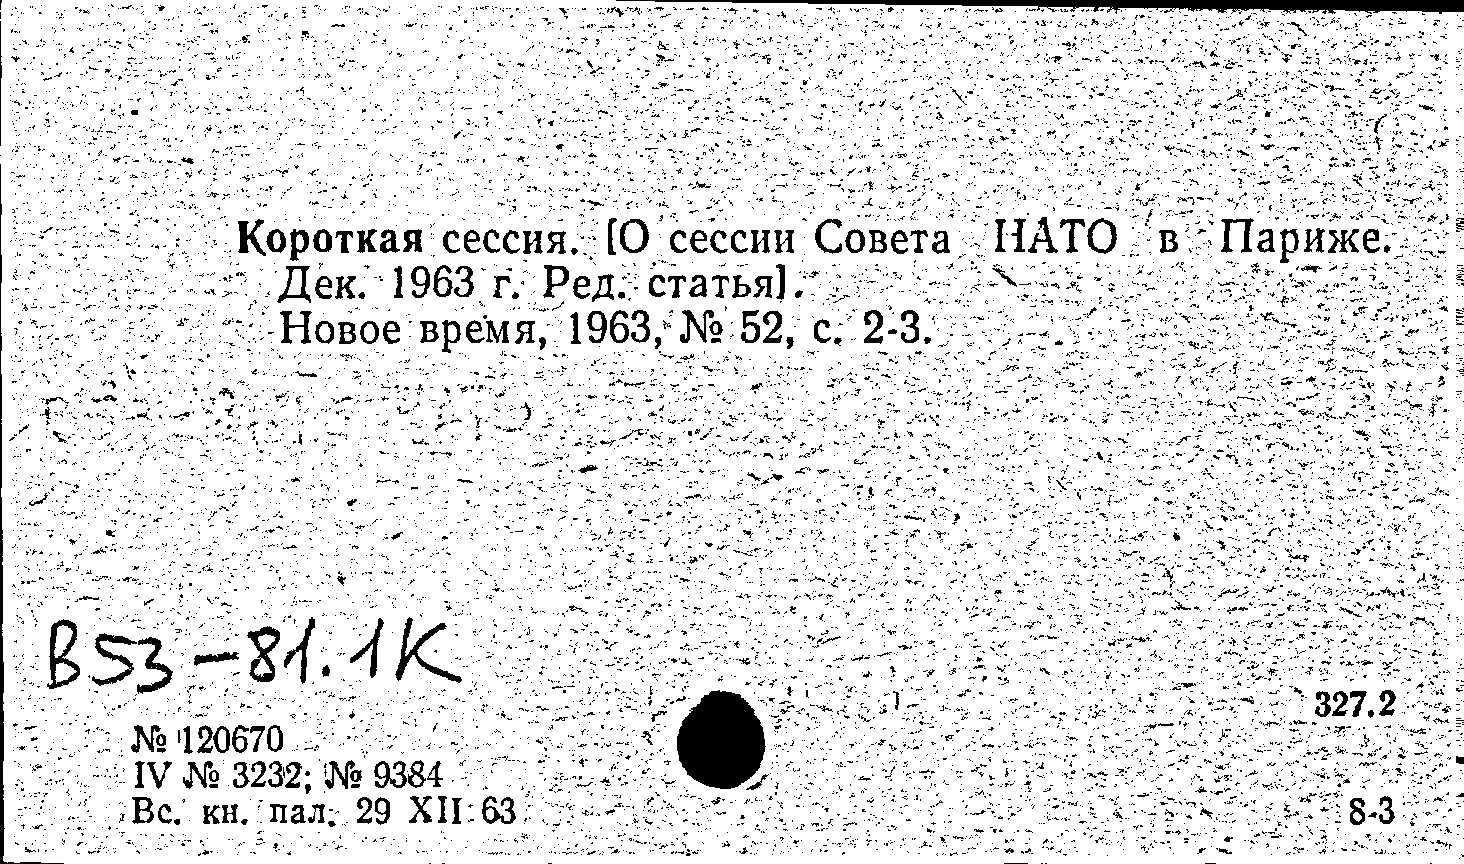 Короткая сессия. [О сессии Совета НАТО в Париже.
Дек. 1963 г. Ред. статья].
Новое время, 1963, № 52, с. 2-3.
В53-81.1К
327.2
№ 120670
IV № 3232; № 9384
Вс. кн. пал. 29 XII 63
8-3